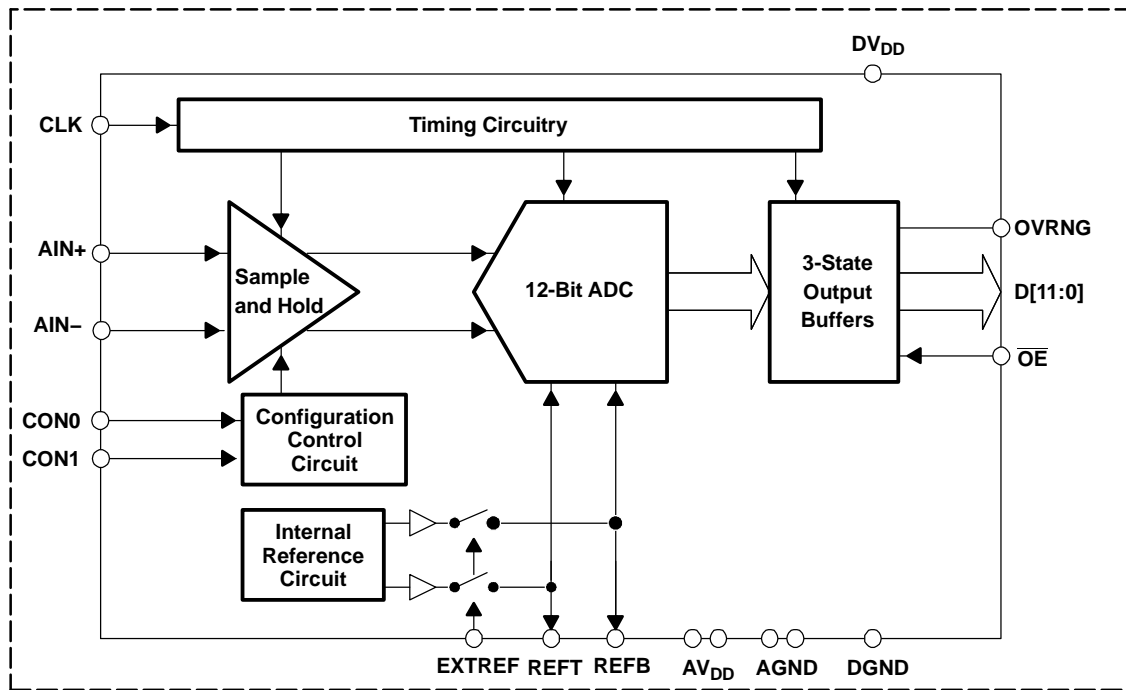 DVDD
CLK
Timing Circuitry
AIN+
AIN–
Sample
and Hold
12-Bit ADC
3-State
Output
Buffers
OVRNG
D[11:0]
O̅E̅
CON0
CON1
Configuration
Control
Circuit
Internal
Reference
Circuit
EXTREF
REFT
REFB
AVDD
AGND
DGND